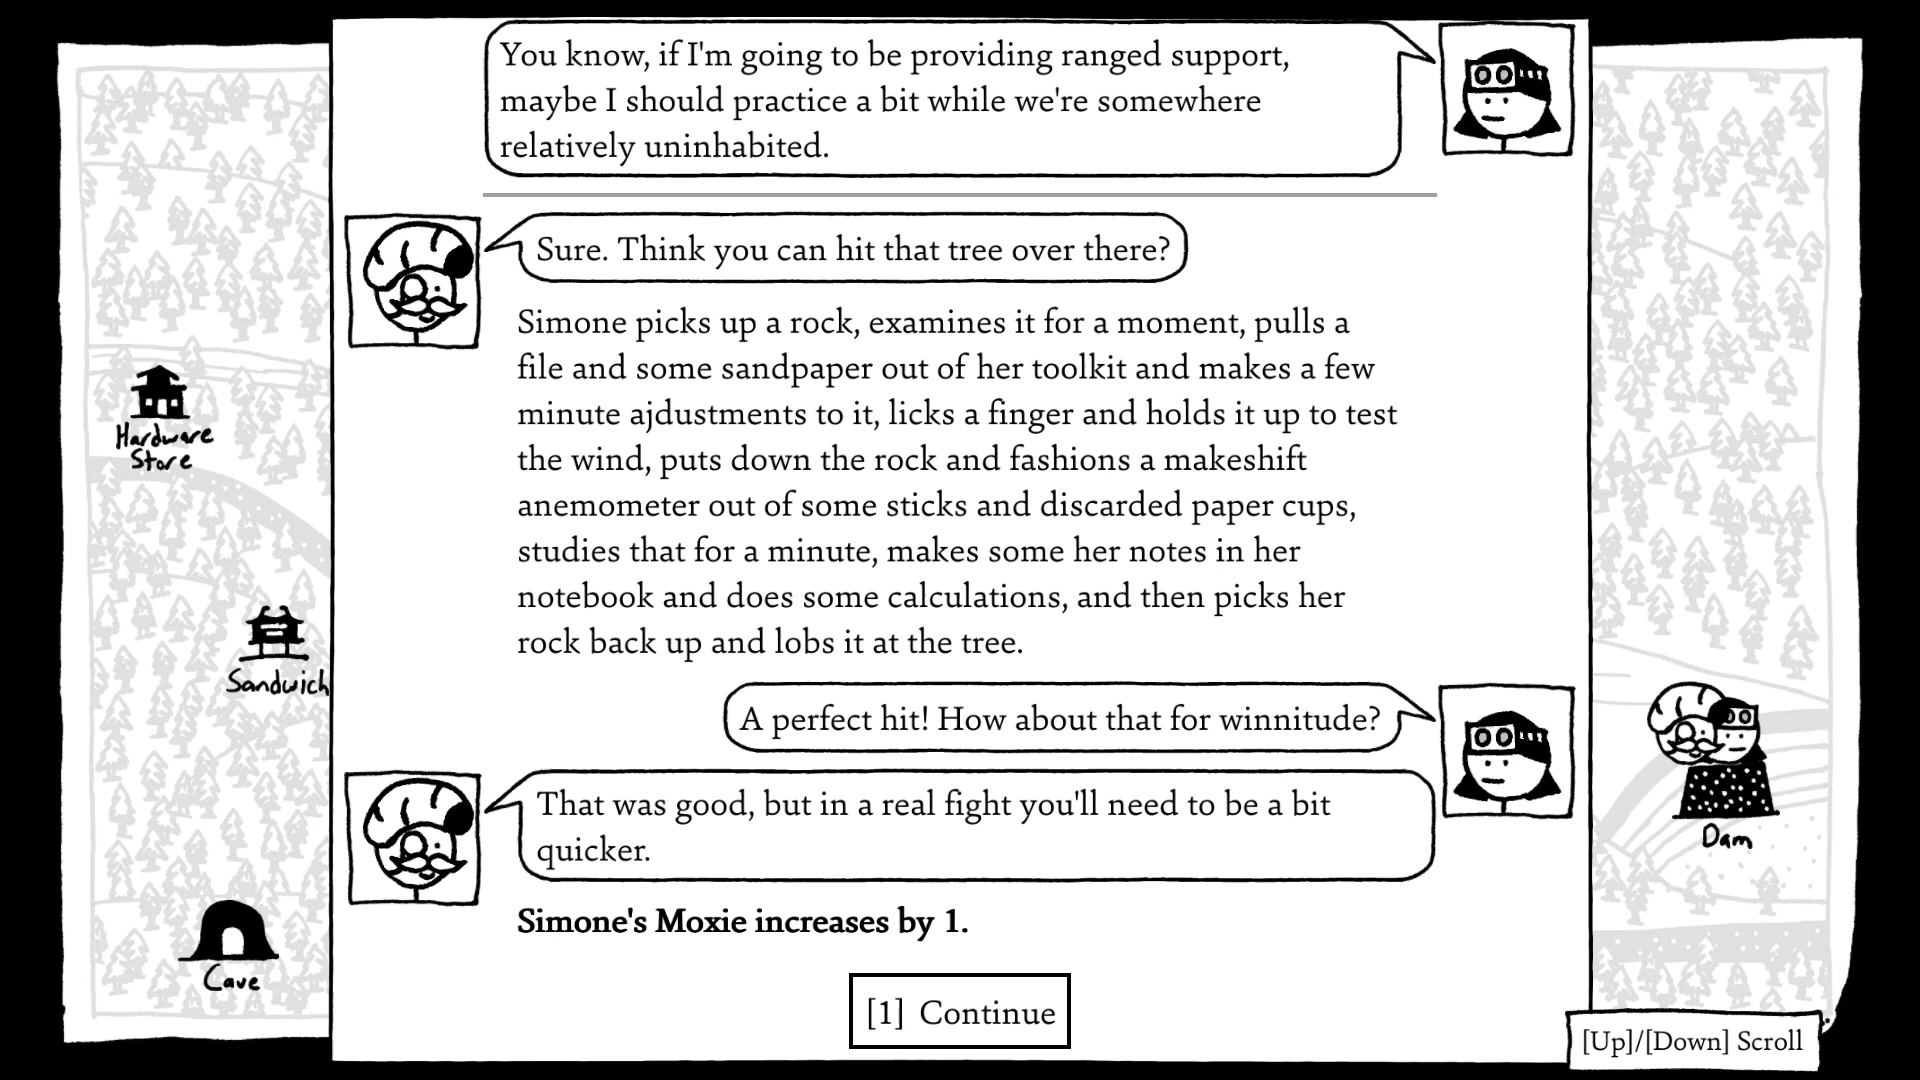 You know, if I'm going to be providing ranged support,
maybe I should practice a bit while we're somewhere
relatively uninhabited.
Sure. Think you can hit that tree over there?
Simone picks up a rock, examines it for a moment, pulls a
file and some sandpaper out of her toolkit and makes a few
minute ajdustments to it, licks a finger and holds it up to test
the wind, puts down the rock and fashions a makeshift
anemometer out of some sticks and discarded paper cups,
studies that for a minute, makes some her notes in her
notebook and does some calculations, and then picks her
rock back up and lobs it at the tree.
A perfect hit! How about that for winnitude?
That was good, but in a real fight you'll need to be a bit
quicker.
Simone's Moxie increases by 1.
[1] Continue
Hardware
Store
Sandwich
Cave
Dam
[Up]/[Down] Scroll